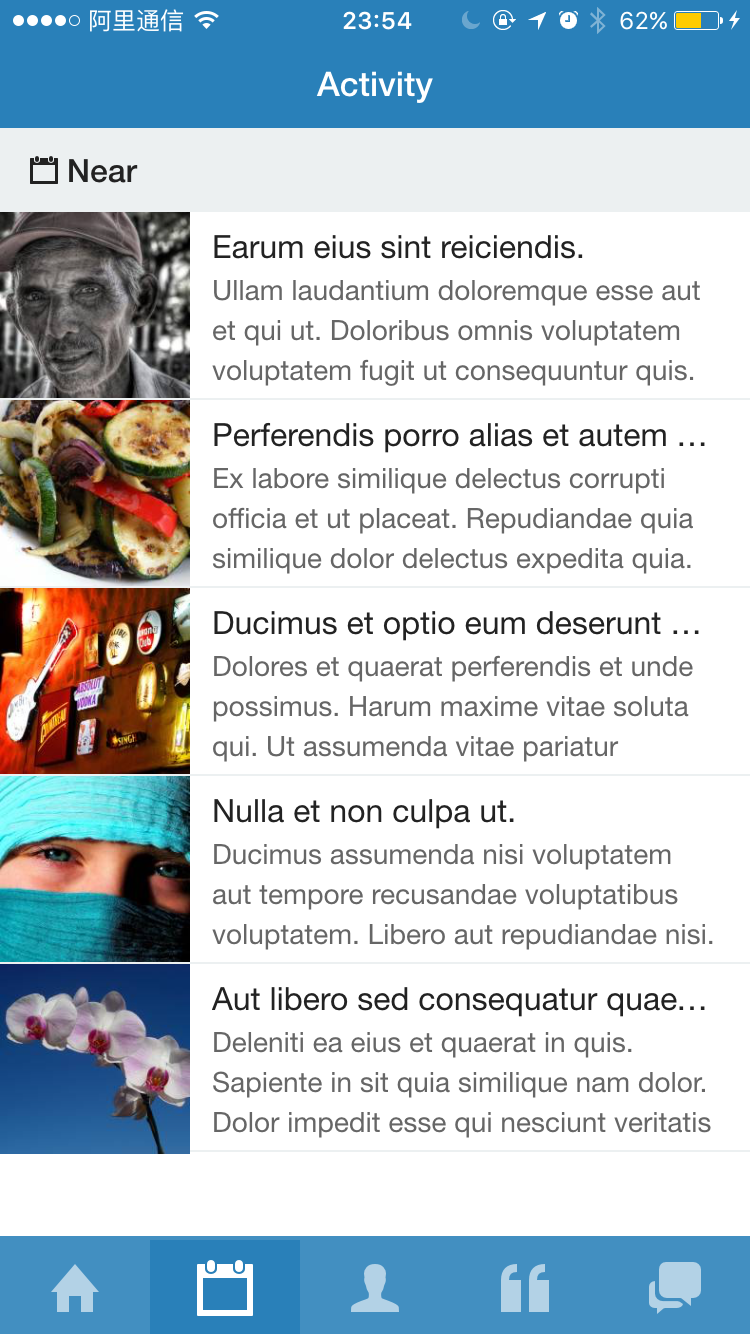 阿里通信 23:54 62%
Activity
Near
Earum eius sint reiciendis.
Ullam laudantium doloremque esse aut
et qui ut. Doloribus omnis voluptatem
voluptatem fugit ut consequuntur quis.
Perferendis porro alias et autem …
Ex labore similique delectus corrupti
officia et ut placeat. Repudiandae quia
similique dolor delectus expedita quia.
ABSOLUT
VODKA
Ducimus et optio eum deserunt …
Dolores et quaerat perferendis et unde
possimus. Harum maxime vitae soluta
qui. Ut assumenda vitae pariatur
Nulla et non culpa ut.
Ducimus assumenda nisi voluptatem
aut tempore recusandae voluptatibus
voluptatem. Libero aut repudiandae nisi.
Aut libero sed consequatur quae…
Deleniti ea eius et quaerat in quis.
Sapiente in sit quia similique nam dolor.
Dolor impedit esse qui nesciunt veritatis